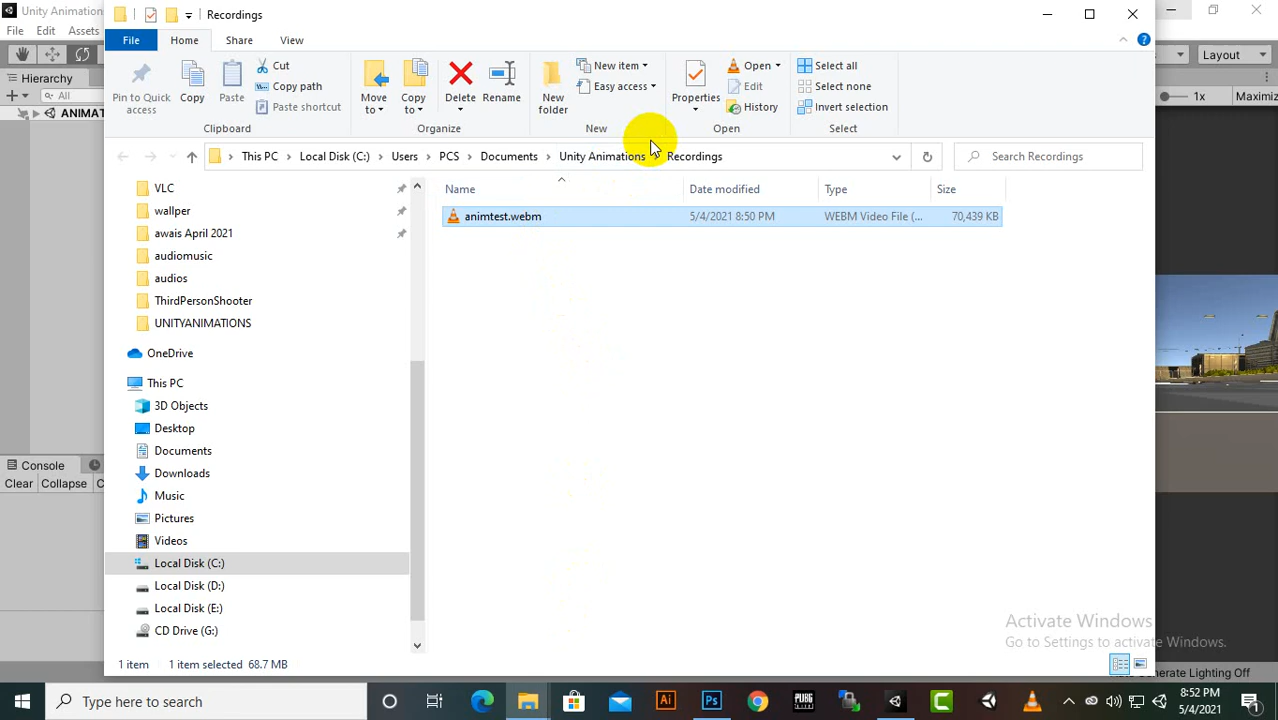 Unity Animations
Recordings
File Edit Assets
File Home Share View
Layout
Hierarchy
All
1x Maximiz
ANIMAT
Pin to Quick access
Copy
Paste
Cut
Copy path
Paste shortcut
Move to
Copy to
Delete
Rename
New folder
New item
Easy access
Properties
Open
Edit
History
Select all
Select none
Invert selection
Clipboard Organize New Open Select
This PC Local Disk (C:) Users PCS Documents Unity Animations Recordings
Search Recordings
Name Date modified Type Size
animtest.webm 5/4/2021 8:50 PM WEBM Video File (... 70,439 KB
VLC
wallper
awais April 2021
audiomusic
audios
ThirdPersonShooter
UNITYANIMATIONS
OneDrive
This PC
3D Objects
Desktop
Documents
Downloads
Music
Pictures
Videos
Local Disk (C:)
Local Disk (D:)
Local Disk (E:)
CD Drive (G:)
Console
Clear Collapse C
Activate Windows
Go to Settings to activate Windows.
1 item 1 item selected 68.7 MB
Generate Lighting Off
Type here to search
Ai
Ps
PUBG
C
8:52 PM
5/4/2021
1